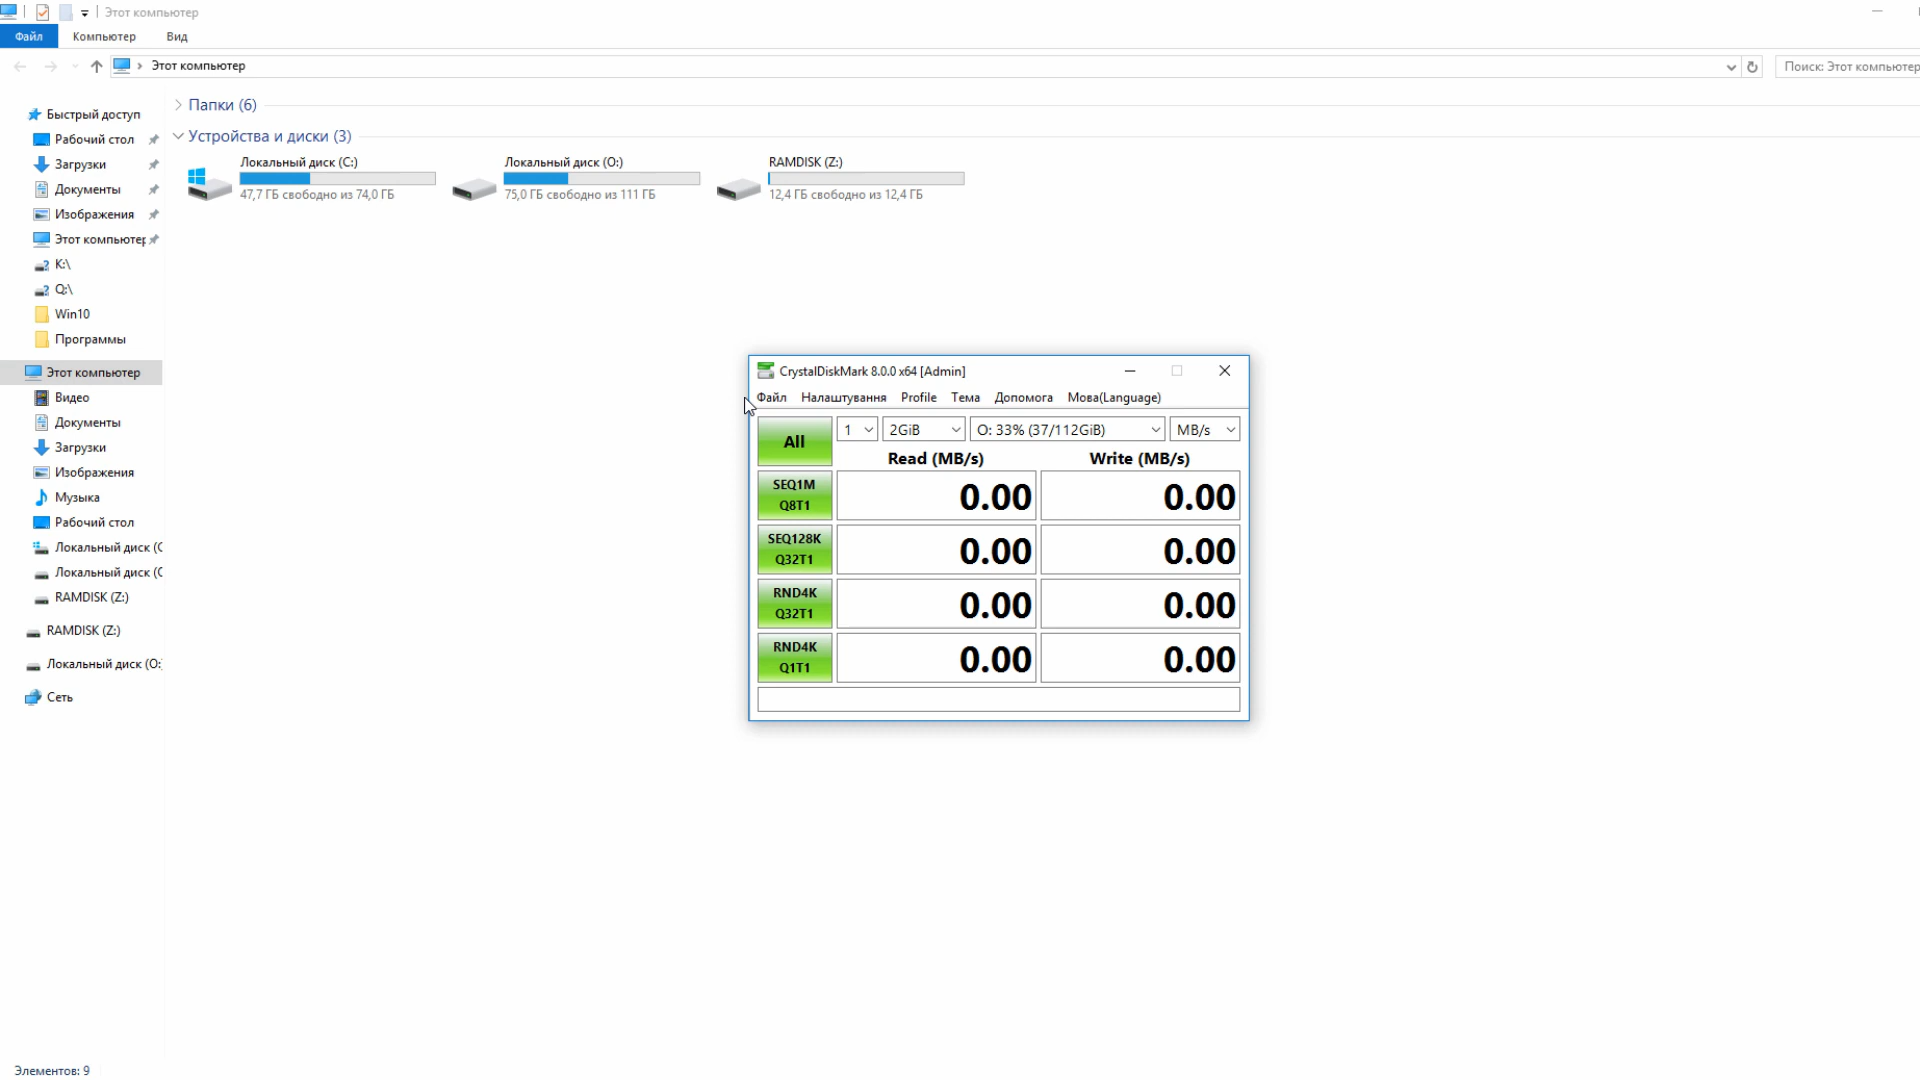 Этот компьютер
Файл Компьютер Вид
Этот компьютер
Поиск: Этот компьютер
Быстрый доступ
Рабочий стол
Загрузки
Документы
Изображения
Этот компьютер
K:\
Q:\
Win10
Программы
Этот компьютер
Видео
Документы
Загрузки
Изображения
Музыка
Рабочий стол
Локальный диск (C
Локальный диск (C
RAMDISK (Z:)
RAMDISK (Z:)
Локальный диск (O:
Сеть
Папки (6)
Устройства и диски (3)
Локальный диск (C:)
47,7 ГБ свободно из 74,0 ГБ
Локальный диск (O:)
75,0 ГБ свободно из 111 ГБ
RAMDISK (Z:)
12,4 ГБ свободно из 12,4 ГБ
CrystalDiskMark 8.0.0 x64 [Admin]
Файл Налаштування Profile Тема Допомога Мова(Language)
All 1 2GiB O: 33% (37/112GiB) MB/s
Read (MB/s) Write (MB/s)
SEQ1M
Q8T1
0.00 0.00
SEQ128K
Q32T1
0.00 0.00
RND4K
Q32T1
0.00 0.00
RND4K
Q1T1
0.00 0.00
Элементов: 9